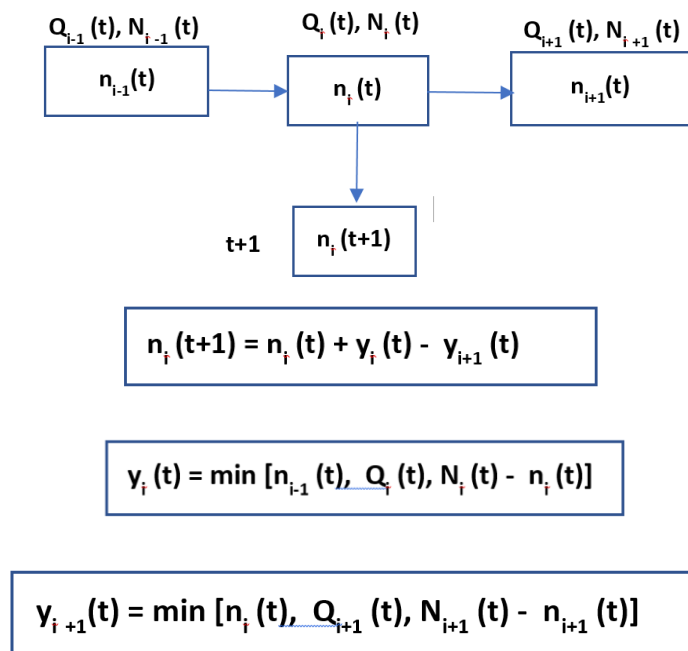 Q_{i-1} (t), N_{i -1} (t)
Q_i (t), N_i (t)
Q_{i+1} (t), N_{i +1} (t)
n_{i-1}(t)
n_i (t)
n_{i+1}(t)
t+1
n_i (t+1)
n_i (t+1) = n_i (t) + y_i (t) - y_{i+1} (t)
y_i (t) = min [n_{i-1} (t), Q_i (t), N_i (t) - n_i (t)]
y_{i +1}(t) = min [n_i (t), Q_{i+1} (t), N_{i+1} (t) - n_{i+1} (t)]